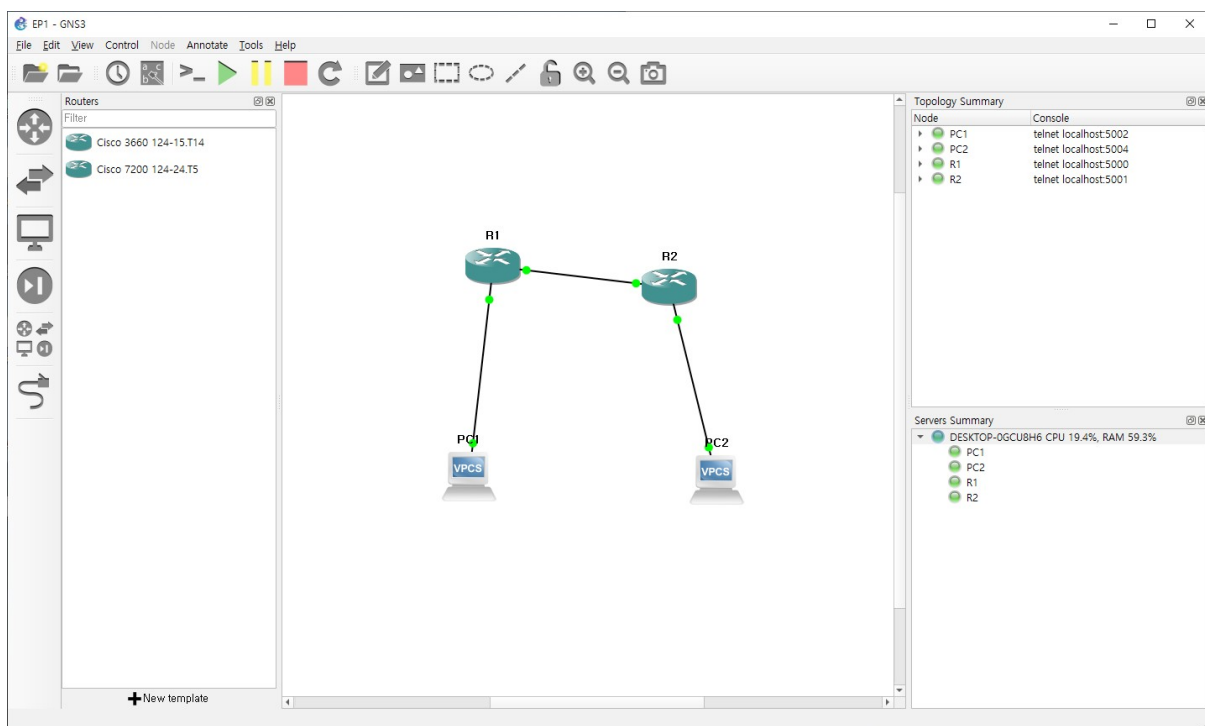 EP1 - GNS3
File Edit View Control Node Annotate Tools Help
Routers
Filter
Cisco 3660 124-15.T14
Cisco 7200 124-24.T5
New template
R1
R2
PC1
VPCS
PC2
VPCS
Topology Summary
Node Console
PC1 telnet localhost:5002
PC2 telnet localhost:5004
R1 telnet localhost:5000
R2 telnet localhost:5001
Servers Summary
DESKTOP-0GCU8H6 CPU 19.4%, RAM 59.3%
PC1
PC2
R1
R2